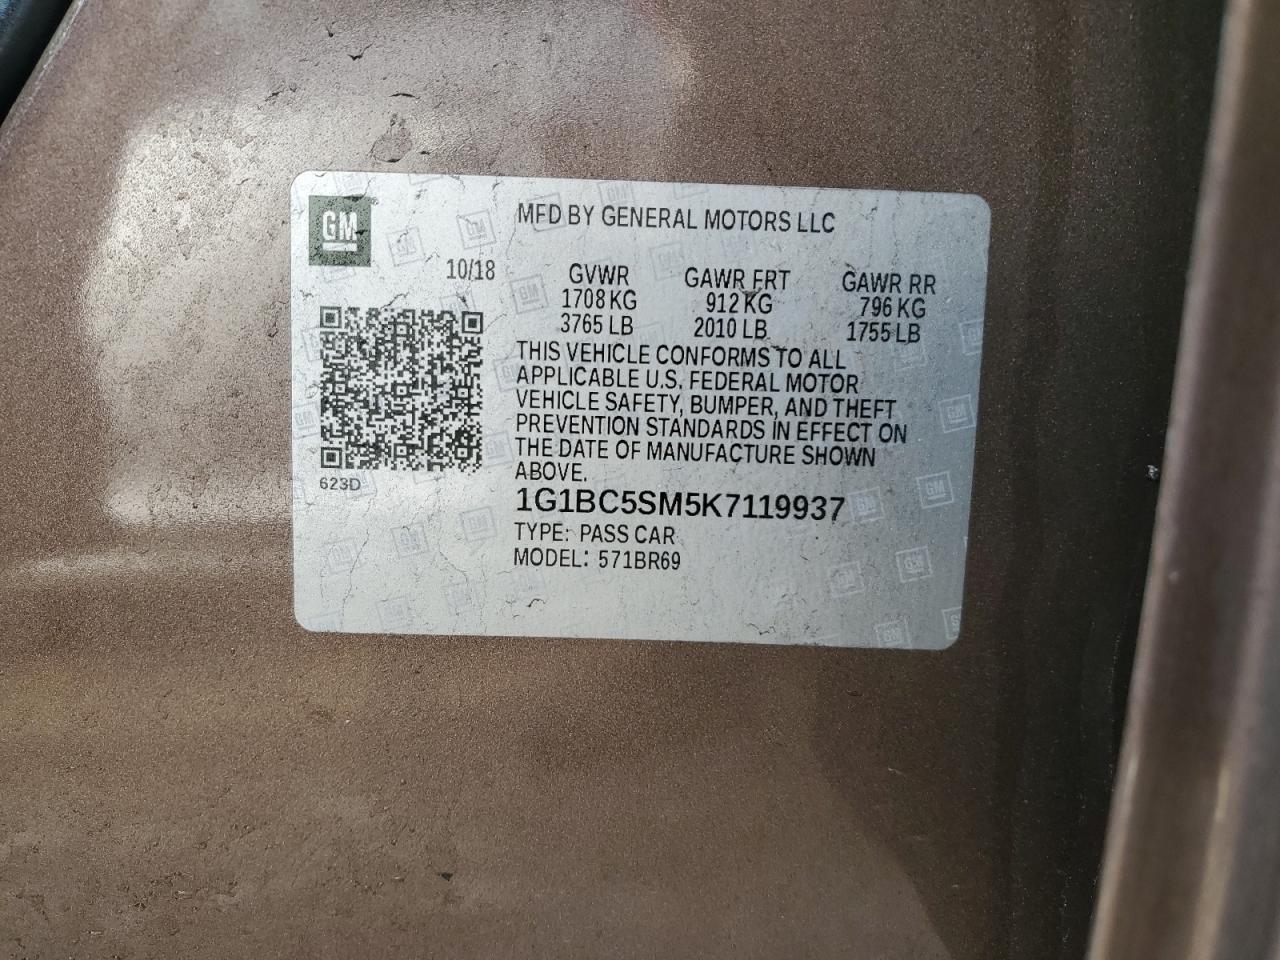 GM
MFD BY GENERAL MOTORS LLC
10/18
GVWR GAWR FRT GAWR RR
1708 KG 912 KG 796 KG
3765 LB 2010 LB 1755 LB
THIS VEHICLE CONFORMS TO ALL
APPLICABLE U.S. FEDERAL MOTOR
VEHICLE SAFETY, BUMPER, AND THEFT
PREVENTION STANDARDS IN EFFECT ON
THE DATE OF MANUFACTURE SHOWN
ABOVE.
623D
1G1BC5SM5K7119937
TYPE: PASS CAR
MODEL: 571BR69